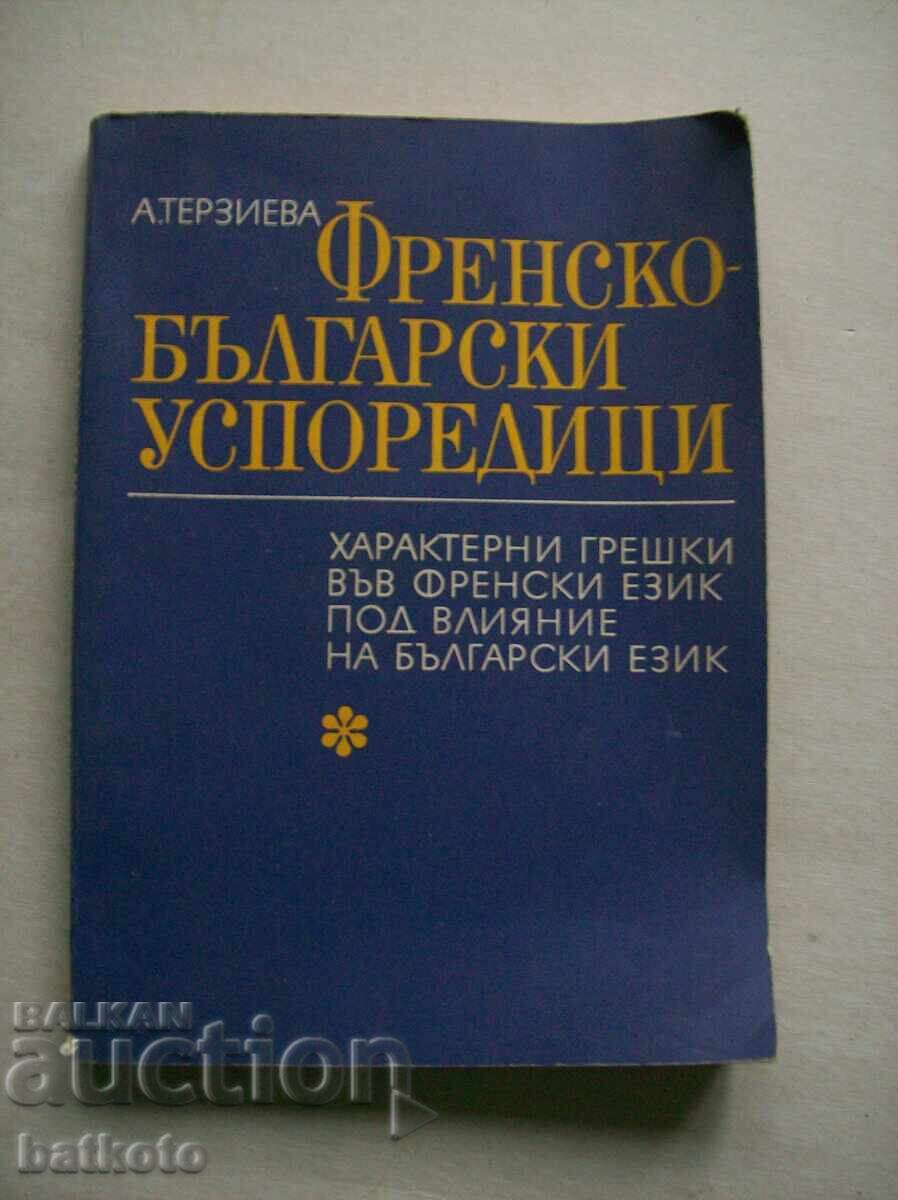 А.ТЕРЗИЕВА
ФРЕНСКО-
БЪЛГАРСКИ
УСПОРЕДИЦИ
ХАРАКТЕРНИ ГРЕШКИ
ВЪВ ФРЕНСКИ ЕЗИК
ПОД ВЛИЯНИЕ
НА БЪЛГАРСКИ ЕЗИК
BALKAN
auction
batkoto